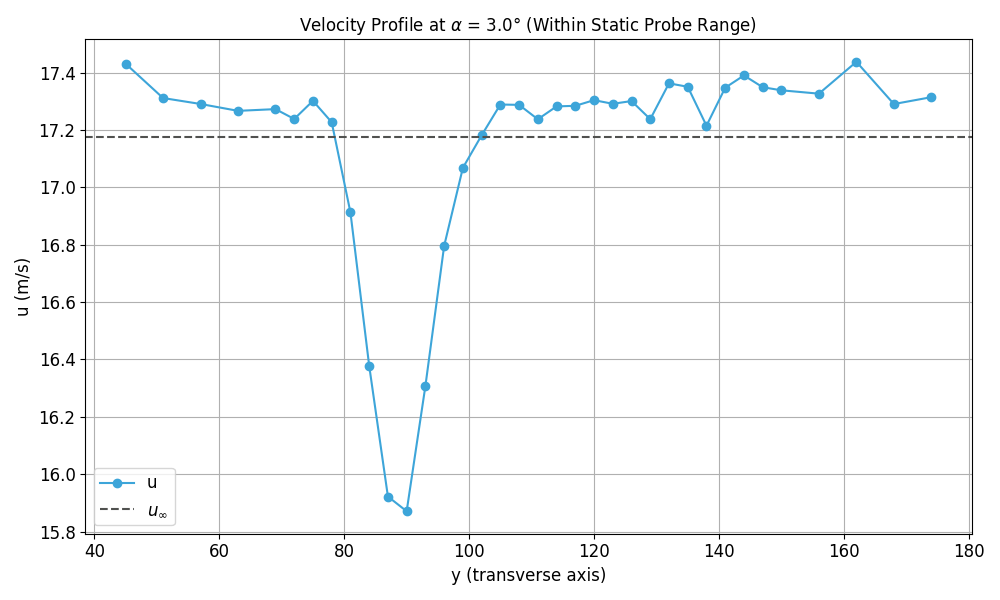 Velocity Profile at α = 3.0° (Within Static Probe Range)
u (m/s)
17.4
17.2
17.0
16.8
16.6
16.4
16.2
16.0
15.8
u
u∞
40 60 80 100 120 140 160 180
y (transverse axis)